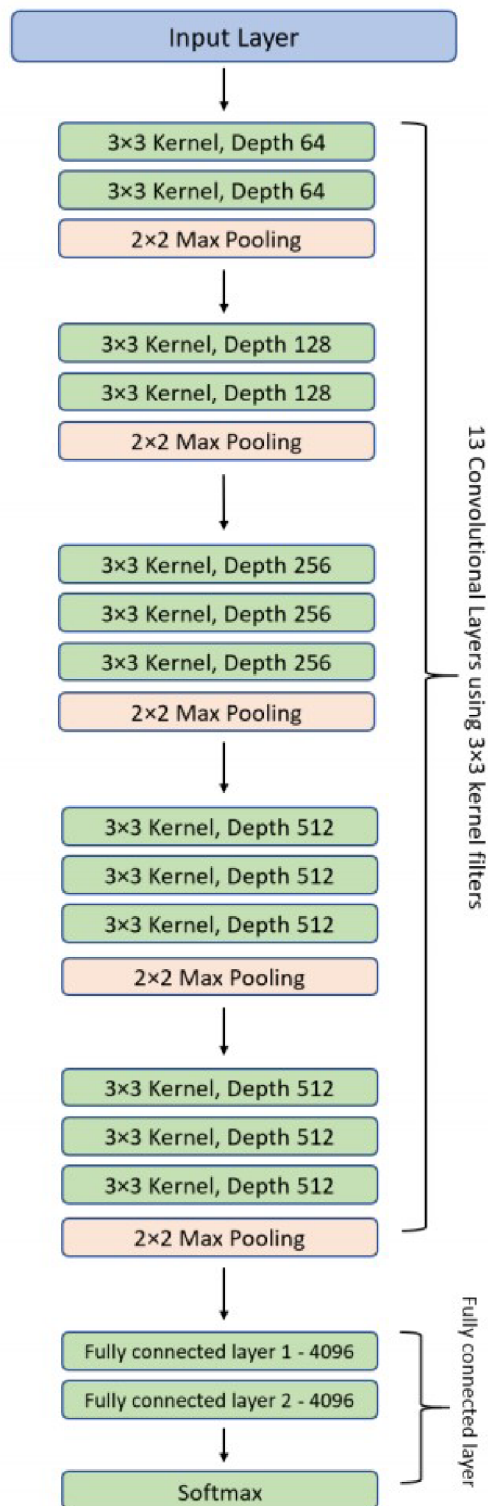 Input Layer
3×3 Kernel, Depth 64
3×3 Kernel, Depth 64
2×2 Max Pooling
3×3 Kernel, Depth 128
3×3 Kernel, Depth 128
2×2 Max Pooling
3×3 Kernel, Depth 256
3×3 Kernel, Depth 256
3×3 Kernel, Depth 256
2×2 Max Pooling
3×3 Kernel, Depth 512
3×3 Kernel, Depth 512
3×3 Kernel, Depth 512
2×2 Max Pooling
3×3 Kernel, Depth 512
3×3 Kernel, Depth 512
3×3 Kernel, Depth 512
2×2 Max Pooling
13 Convolutional Layers using 3×3 kernel filters
Fully connected layer 1 - 4096
Fully connected layer 2 - 4096
Softmax
Fully connected layer